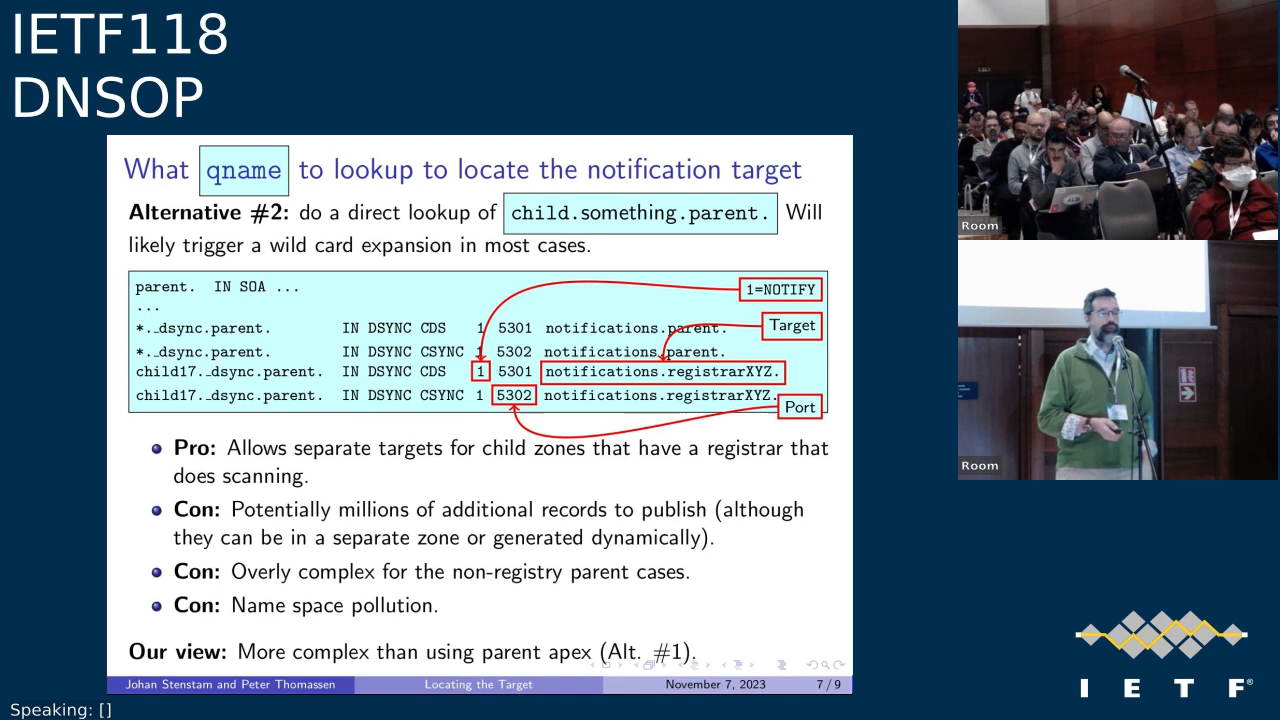 IETF118
DNSOP
What qname to lookup to locate the notification target
Alternative #2: do a direct lookup of child.something.parent. Will
likely trigger a wild card expansion in most cases.
parent. IN SOA ...
1=NOTIFY
...
*._dsync.parent. IN DSYNC CDS 1 5301 notifications.parent.
Target
*._dsync.parent. IN DSYNC CSYNC 1 5302 notifications.parent.
child17._dsync.parent. IN DSYNC CDS 1 5301 notifications.registrarXYZ.
child17._dsync.parent. IN DSYNC CSYNC 1 5302 notifications.registrarXYZ.
Port
Pro: Allows separate targets for child zones that have a registrar that
does scanning.
Con: Potentially millions of additional records to publish (although
they can be in a separate zone or generated dynamically).
Con: Overly complex for the non-registry parent cases.
Con: Name space pollution.
Our view: More complex than using parent apex (Alt. #1).
Johan Stenstam and Peter Thomassen Locating the Target November 7, 2023 7 / 9
Room
Room
I E T F®
Speaking: []